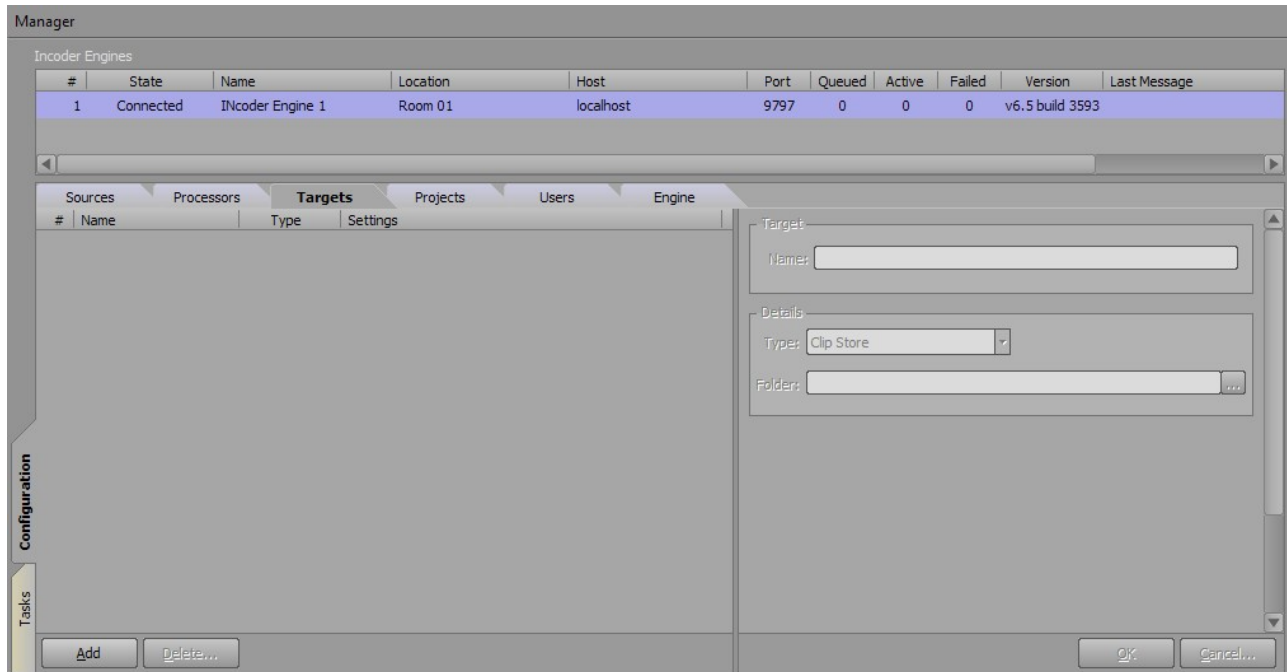 Manager
Incoder Engines
# State Name Location Host Port Queued Active Failed Version Last Message
1 Connected INcoder Engine 1 Room 01 localhost 9797 0 0 0 v6.5 build 3593
Sources Processors Targets Projects Users Engine
# Name Type Settings
Target
Name:
Details
Type: Clip Store
Folder: ...
Configuration
Tasks
Add Delete... OK Cancel...